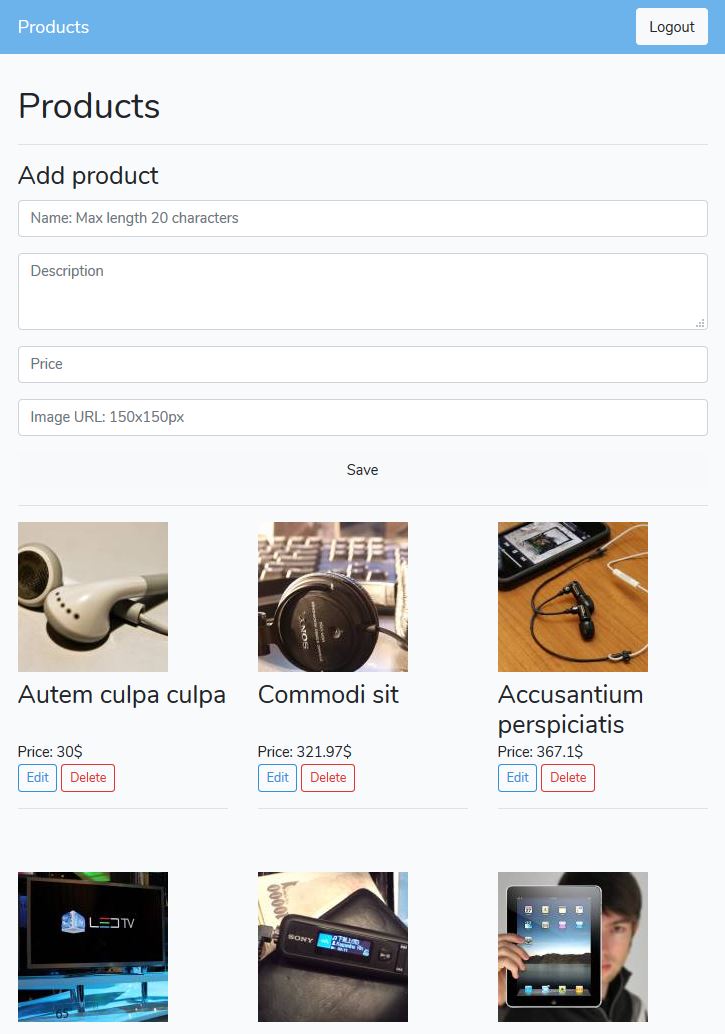 Products
Logout
Products
Add product
Name: Max length 20 characters
Description
Price
Image URL: 150x150px
Save
SONY
Autem culpa culpa
Commodi sit
Accusantium
perspiciatis
Price: 30$
Price: 321.97$
Price: 367.1$
Edit
Delete
Edit
Delete
Edit
Delete
LED TV
65
SONY